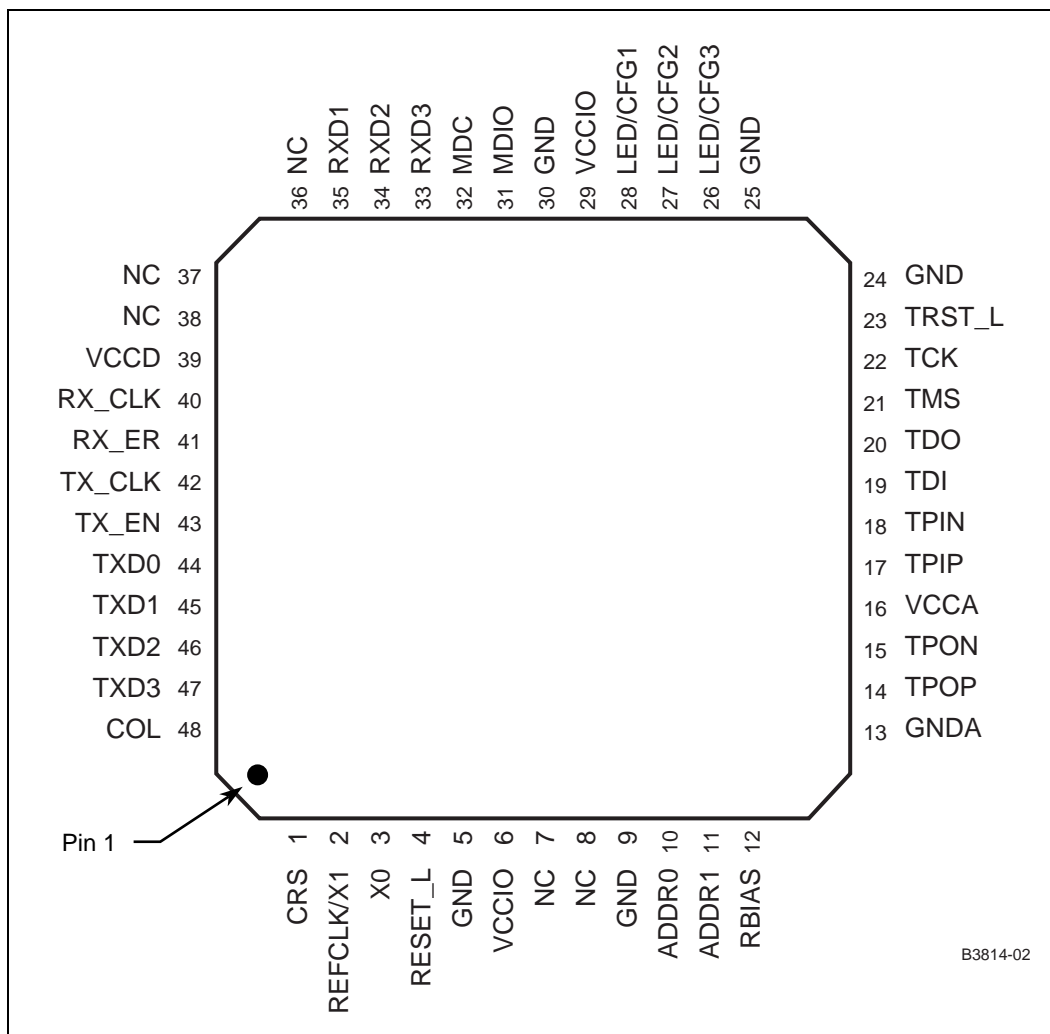 36 NC
35 RXD1
34 RXD2
33 RXD3
32 MDC
31 MDIO
30 GND
29 VCCIO
28 LED/CFG1
27 LED/CFG2
26 LED/CFG3
25 GND
NC 37
NC 38
VCCD 39
RX_CLK 40
RX_ER 41
TX_CLK 42
TX_EN 43
TXD0 44
TXD1 45
TXD2 46
TXD3 47
COL 48
24 GND
23 TRST_L
22 TCK
21 TMS
20 TDO
19 TDI
18 TPIN
17 TPIP
16 VCCA
15 TPON
14 TPOP
13 GNDA
Pin 1
CRS 1
REFCLK/X1 2
X0 3
RESET_L 4
GND 5
VCCIO 6
NC 7
NC 8
GND 9
ADDR0 10
ADDR1 11
RBIAS 12
B3814-02